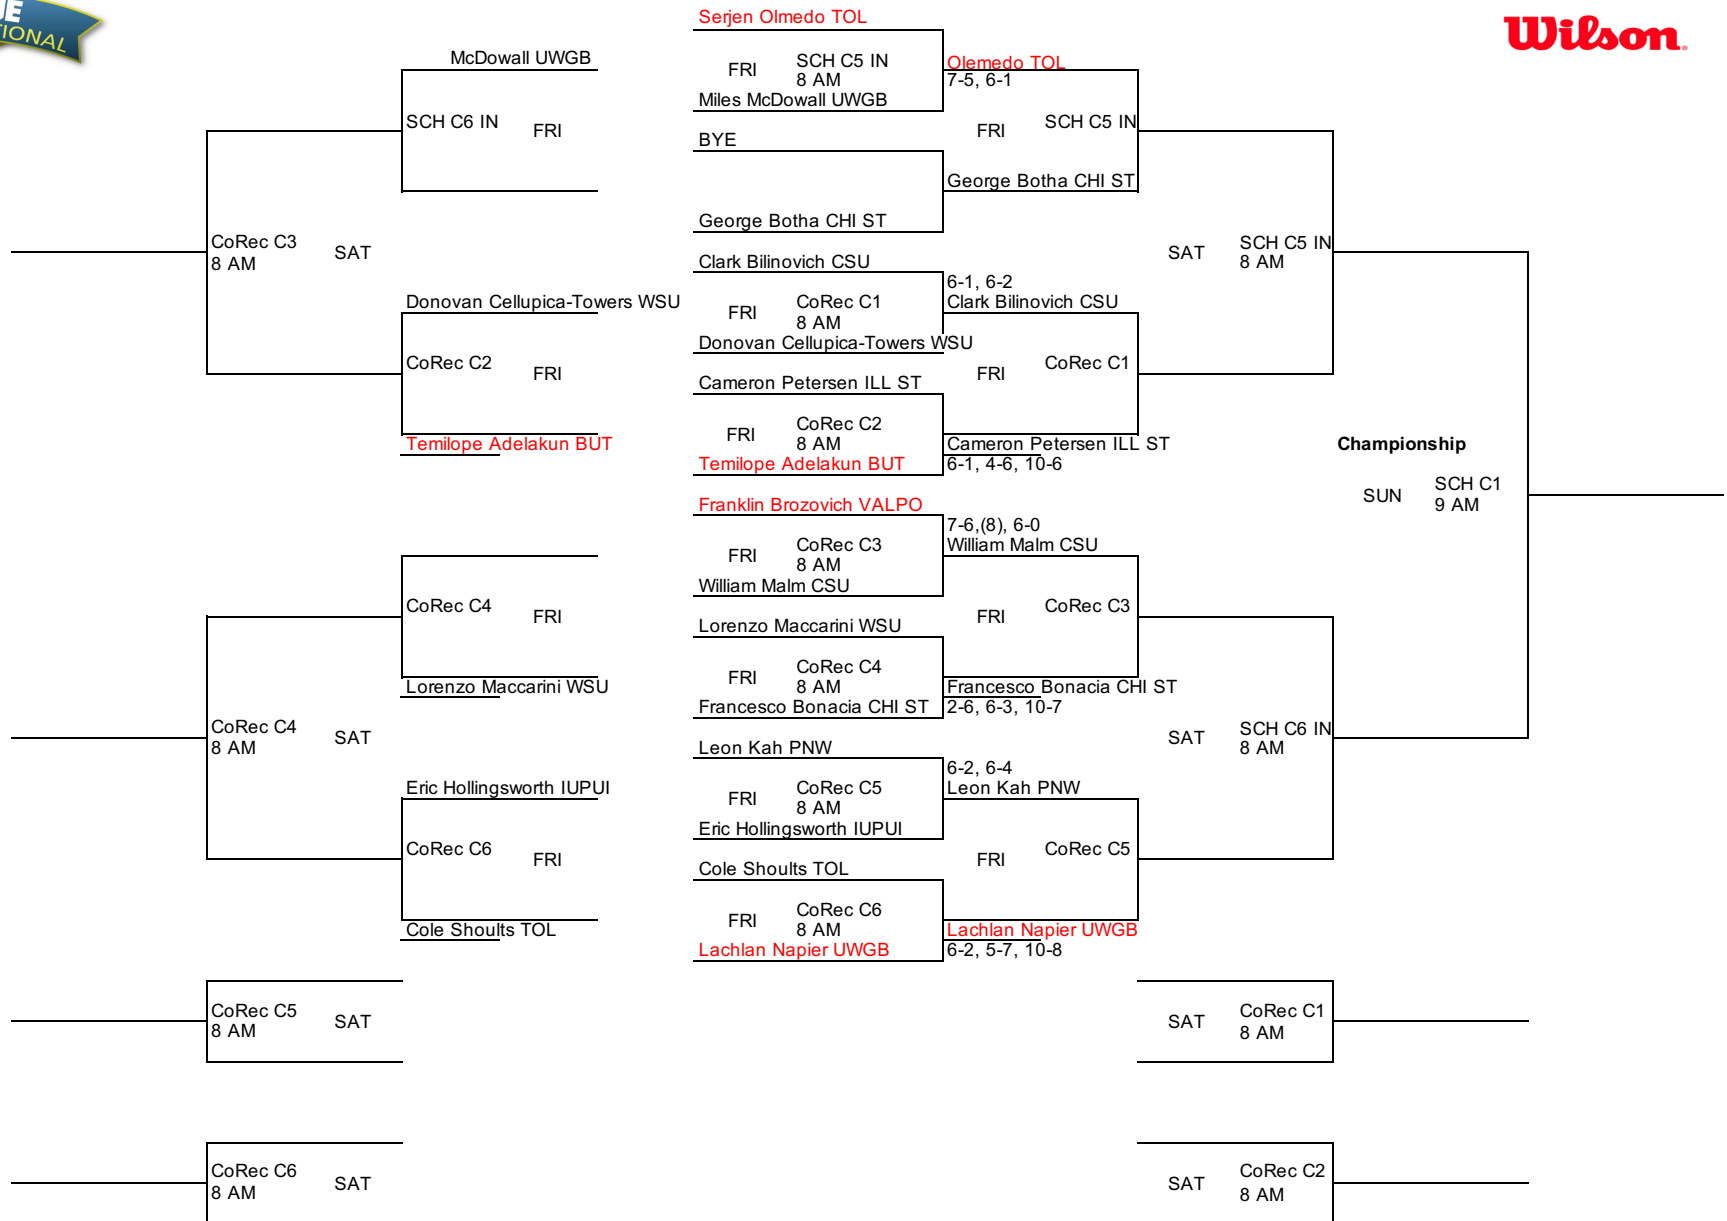 Serjen Olmedo TOL
UE
TIONAL
Wilson.
McDowall UWGB
FRI
SCH C5 IN
8 AM
Olemedo TOL
7-5, 6-1
Miles McDowall UWGB
SCH C6 IN
FRI
FRI
SCH C5 IN
BYE
George Botha CHI ST
George Botha CHI ST
CoRec C3
8 AM
SAT
SAT
SCH C5 IN
8 AM
Clark Bilinovich CSU
6-1, 6-2
Donovan Cellupica-Towers WSU
FRI
CoRec C1
8 AM
Clark Bilinovich CSU
Donovan Cellupica-Towers WSU
CoRec C2
FRI
FRI
CoRec C1
Cameron Petersen ILL ST
Temilope Adelakun BUT
FRI
CoRec C2
8 AM
Cameron Petersen ILL ST
Temilope Adelakun BUT
6-1, 4-6, 10-6
Championship
SUN
SCH C1
9 AM
Franklin Brozovich VALPO
7-6,(8), 6-0
FRI
CoRec C3
8 AM
William Malm CSU
William Malm CSU
CoRec C4
FRI
FRI
CoRec C3
Lorenzo Maccarini WSU
Lorenzo Maccarini WSU
FRI
CoRec C4
8 AM
Francesco Bonacia CHI ST
Francesco Bonacia CHI ST
2-6, 6-3, 10-7
CoRec C4
8 AM
SAT
SAT
SCH C6 IN
8 AM
Leon Kah PNW
6-2, 6-4
Eric Hollingsworth IUPUI
FRI
CoRec C5
8 AM
Leon Kah PNW
Eric Hollingsworth IUPUI
CoRec C6
FRI
FRI
CoRec C5
Cole Shoults TOL
Cole Shoults TOL
FRI
CoRec C6
8 AM
Lachlan Napier UWGB
Lachlan Napier UWGB
6-2, 5-7, 10-8
CoRec C5
8 AM
SAT
SAT
CoRec C1
8 AM
CoRec C6
8 AM
SAT
SAT
CoRec C2
8 AM